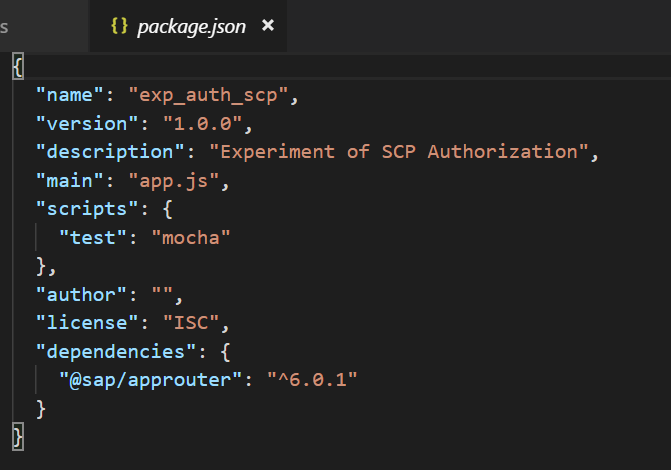 s
{} package.json ×
{
"name": "exp_auth_scp",
"version": "1.0.0",
"description": "Experiment of SCP Authorization",
"main": "app.js",
"scripts": {
"test": "mocha"
},
"author": "",
"license": "ISC",
"dependencies": {
"@sap/approuter": "^6.0.1"
}
}